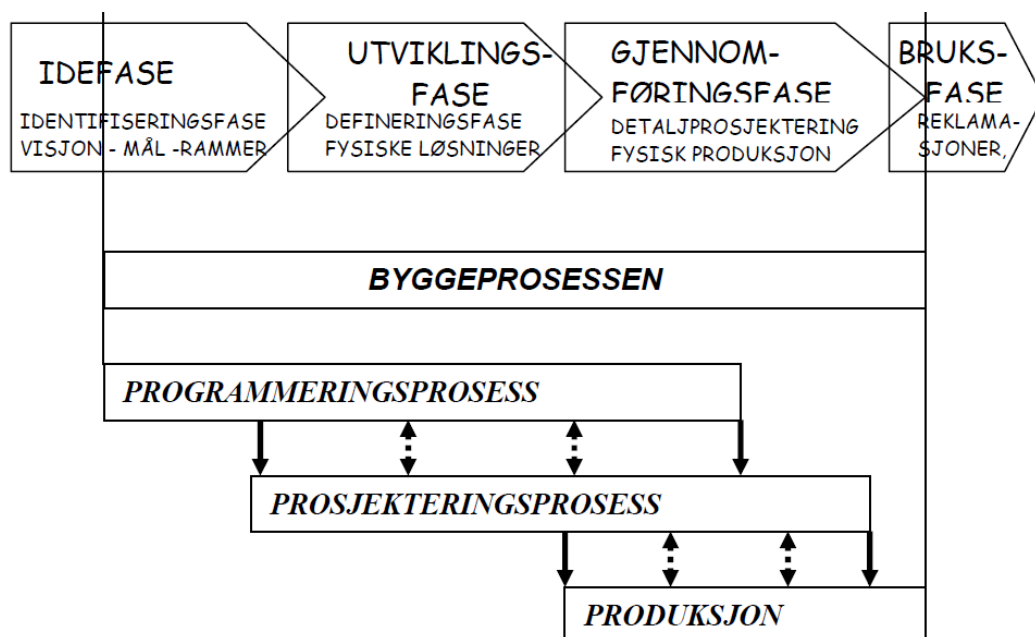 IDEFASE
IDENTIFISERINGSFASE
VISJON - MÅL -RAMMER
UTVIKLINGS-
FASE
DEFINERINGSFASE
FYSISKE LØSNINGER
GJENNOM-
FØRINGSFASE
DETALJPROSJEKTERING
FYSISK PRODUKSJON
BRUKS-
FASE
REKLAMA-
SJONER,
BYGGEPROSESSEN
PROGRAMMERINGSPROSESS
PROSJEKTERINGSPROSESS
PRODUKSJON